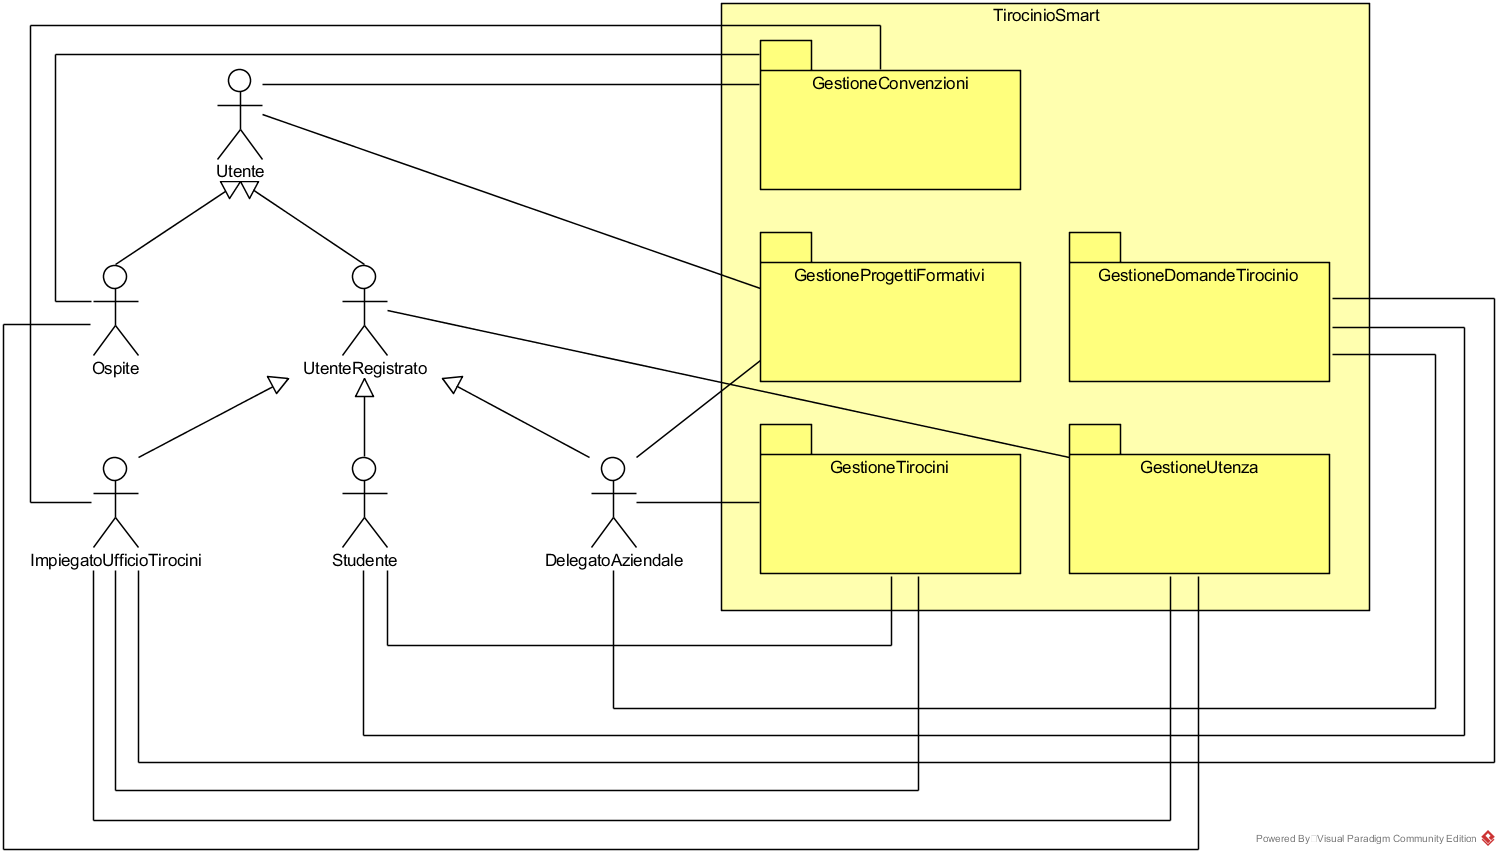 TirocinioSmart
GestioneConvenzioni
Utente
GestioneProgettiFormativi
GestioneDomandeTirocinio
Ospite
UtenteRegistrato
GestioneTirocini
GestioneUtenza
ImpiegatoUfficioTirocini
Studente
DelegatoAziendale
Powered By Visual Paradigm Community Edition